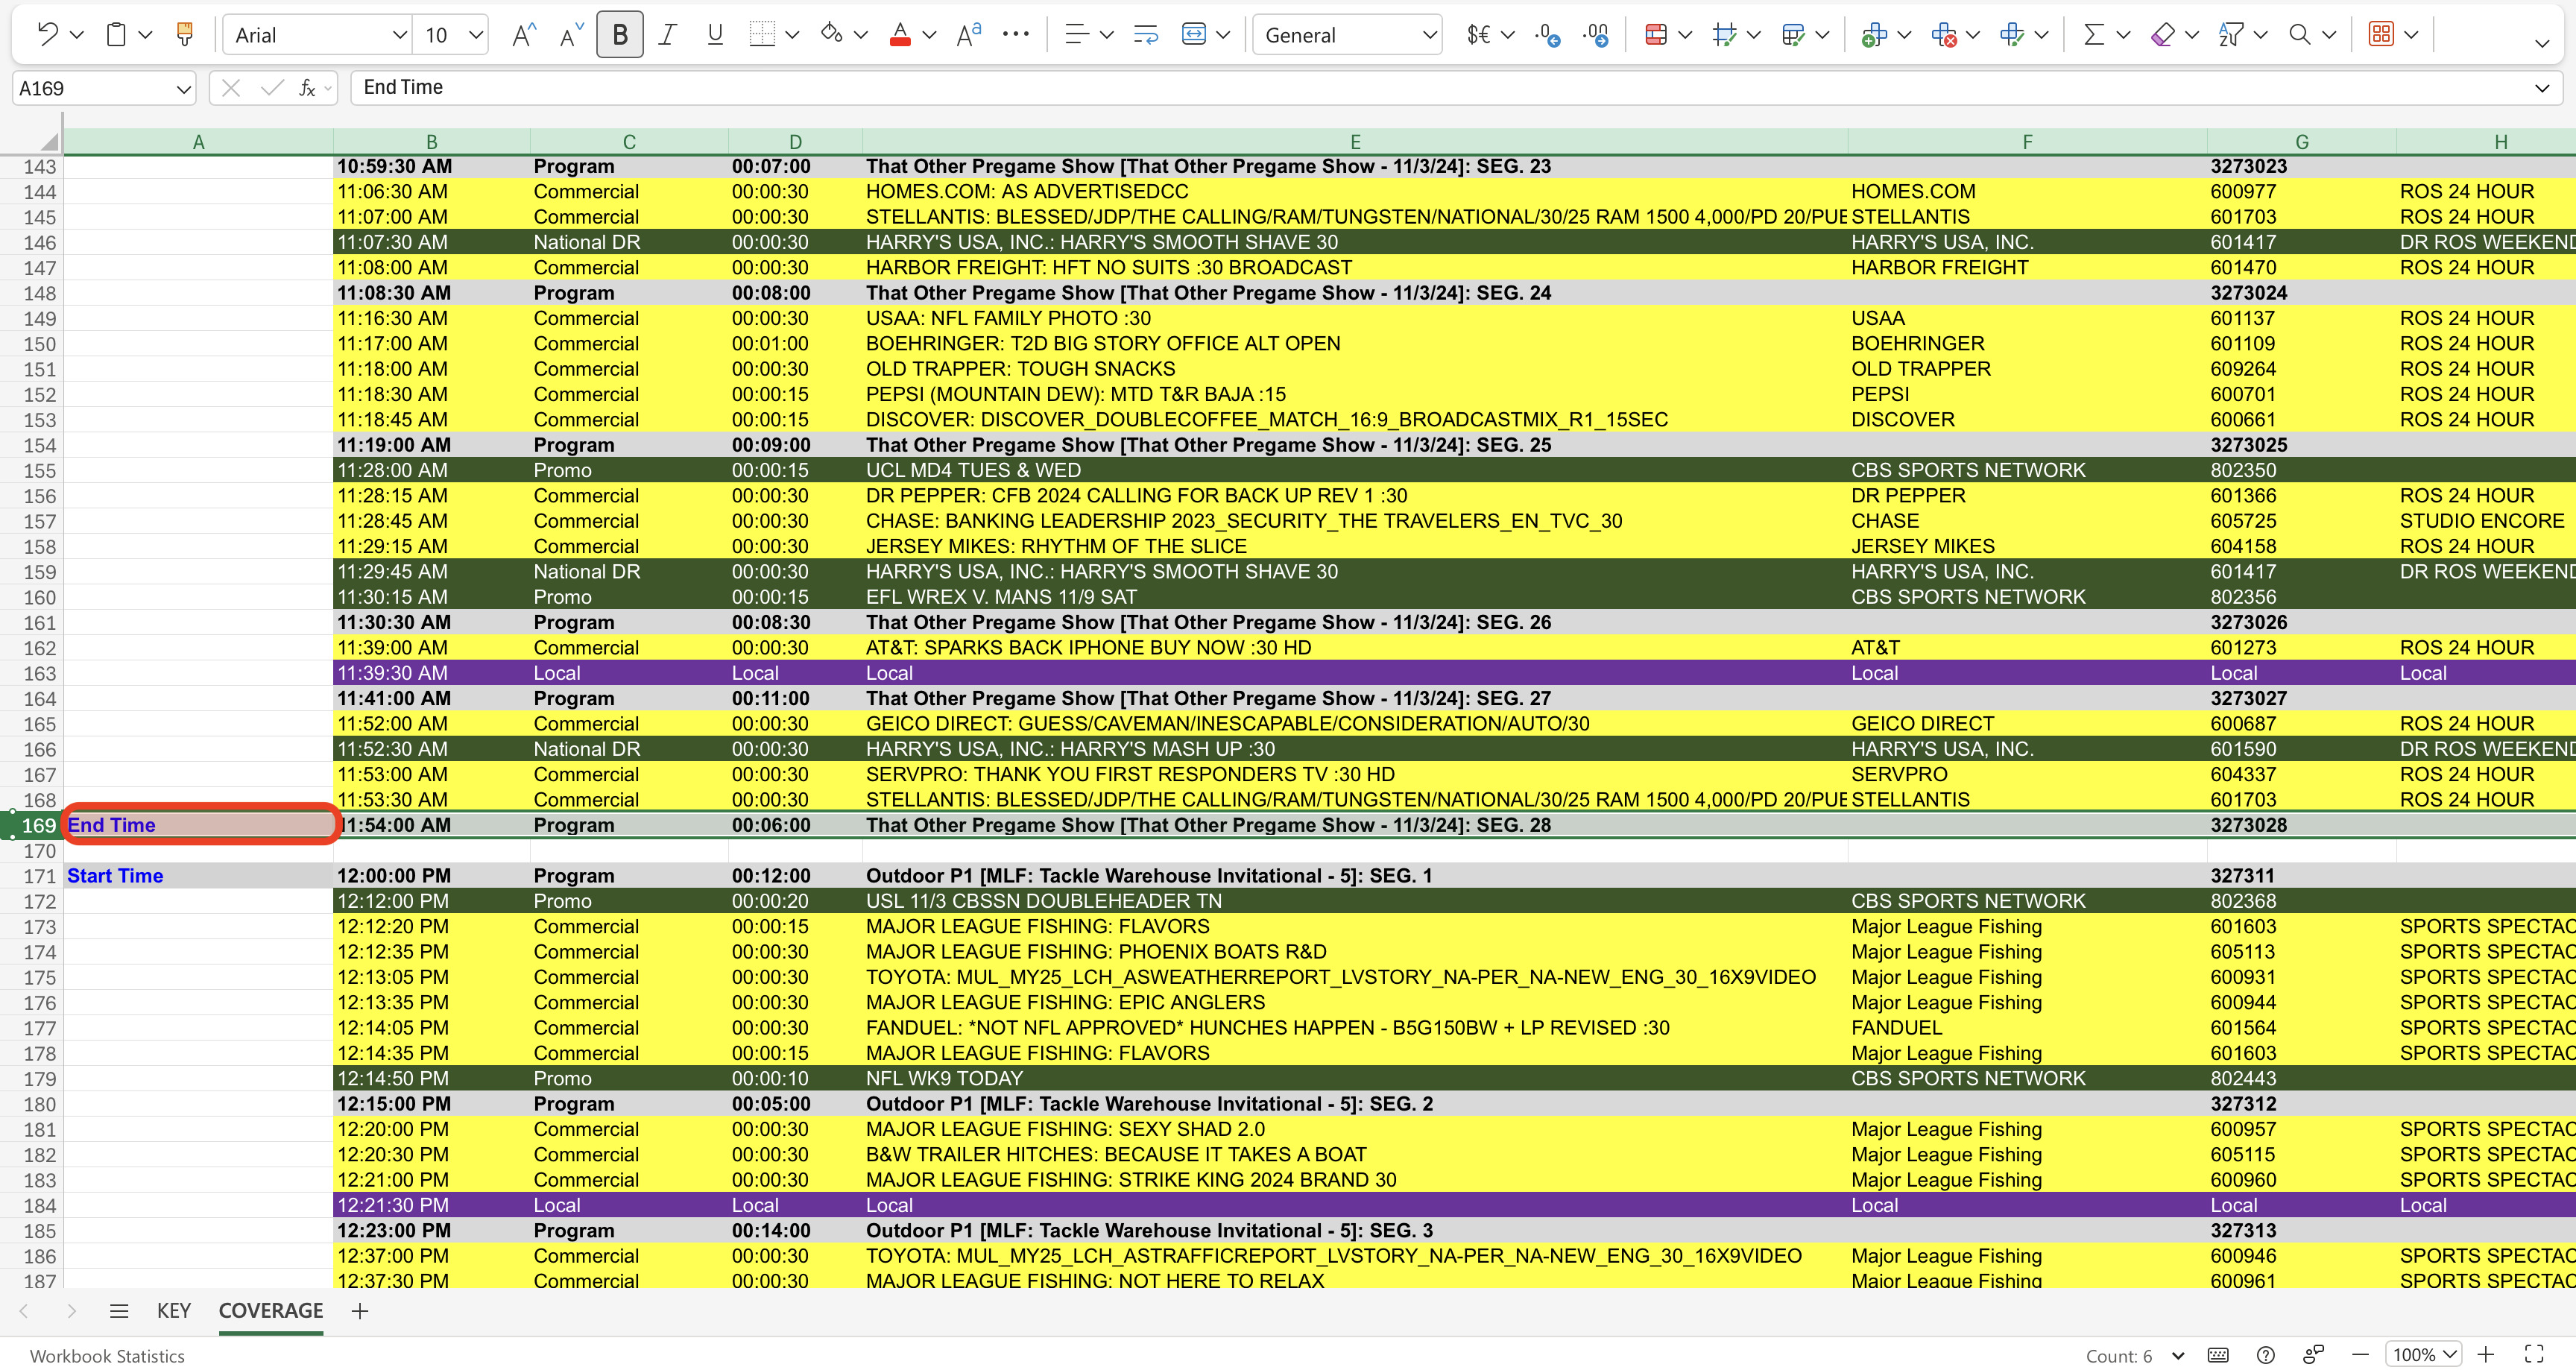 Arial 10 B I U General $€
A169 fx End Time
A B C D E F G H
143 10:59:30 AM Program 00:07:00 That Other Pregame Show [That Other Pregame Show - 11/3/24]: SEG. 23 3273023
144 11:06:30 AM Commercial 00:00:30 HOMES.COM: AS ADVERTISEDCC HOMES.COM 600977 ROS 24 HOUR
145 11:07:00 AM Commercial 00:00:30 STELLANTIS: BLESSED/JDP/THE CALLING/RAM/TUNGSTEN/NATIONAL/30/25 RAM 1500 4,000/PD 20/PUE STELLANTIS 601703 ROS 24 HOUR
146 11:07:30 AM National DR 00:00:30 HARRY'S USA, INC.: HARRY'S SMOOTH SHAVE 30 HARRY'S USA, INC. 601417 DR ROS WEEKEND
147 11:08:00 AM Commercial 00:00:30 HARBOR FREIGHT: HFT NO SUITS :30 BROADCAST HARBOR FREIGHT 601470 ROS 24 HOUR
148 11:08:30 AM Program 00:08:00 That Other Pregame Show [That Other Pregame Show - 11/3/24]: SEG. 24 3273024
149 11:16:30 AM Commercial 00:00:30 USAA: NFL FAMILY PHOTO :30 USAA 601137 ROS 24 HOUR
150 11:17:00 AM Commercial 00:01:00 BOEHRINGER: T2D BIG STORY OFFICE ALT OPEN BOEHRINGER 601109 ROS 24 HOUR
151 11:18:00 AM Commercial 00:00:30 OLD TRAPPER: TOUGH SNACKS OLD TRAPPER 609264 ROS 24 HOUR
152 11:18:30 AM Commercial 00:00:15 PEPSI (MOUNTAIN DEW): MTD T&R BAJA :15 PEPSI 600701 ROS 24 HOUR
153 11:18:45 AM Commercial 00:00:15 DISCOVER: DISCOVER_DOUBLECOFFEE_MATCH_16:9_BROADCASTMIX_R1_15SEC DISCOVER 600661 ROS 24 HOUR
154 11:19:00 AM Program 00:09:00 That Other Pregame Show [That Other Pregame Show - 11/3/24]: SEG. 25 3273025
155 11:28:00 AM Promo 00:00:15 UCL MD4 TUES & WED CBS SPORTS NETWORK 802350
156 11:28:15 AM Commercial 00:00:30 DR PEPPER: CFB 2024 CALLING FOR BACK UP REV 1 :30 DR PEPPER 601366 ROS 24 HOUR
157 11:28:45 AM Commercial 00:00:30 CHASE: BANKING LEADERSHIP 2023_SECURITY_THE TRAVELERS_EN_TVC_30 CHASE 605725 STUDIO ENCORE
158 11:29:15 AM Commercial 00:00:30 JERSEY MIKES: RHYTHM OF THE SLICE JERSEY MIKES 604158 ROS 24 HOUR
159 11:29:45 AM National DR 00:00:30 HARRY'S USA, INC.: HARRY'S SMOOTH SHAVE 30 HARRY'S USA, INC. 601417 DR ROS WEEKEND
160 11:30:15 AM Promo 00:00:15 EFL WREX V. MANS 11/9 SAT CBS SPORTS NETWORK 802356
161 11:30:30 AM Program 00:08:30 That Other Pregame Show [That Other Pregame Show - 11/3/24]: SEG. 26 3273026
162 11:39:00 AM Commercial 00:00:30 AT&T: SPARKS BACK IPHONE BUY NOW :30 HD AT&T 601273 ROS 24 HOUR
163 11:39:30 AM Local Local Local Local Local Local
164 11:41:00 AM Program 00:11:00 That Other Pregame Show [That Other Pregame Show - 11/3/24]: SEG. 27 3273027
165 11:52:00 AM Commercial 00:00:30 GEICO DIRECT: GUESS/CAVEMAN/INESCAPABLE/CONSIDERATION/AUTO/30 GEICO DIRECT 600687 ROS 24 HOUR
166 11:52:30 AM National DR 00:00:30 HARRY'S USA, INC.: HARRY'S MASH UP :30 HARRY'S USA, INC. 601590 DR ROS WEEKEND
167 11:53:00 AM Commercial 00:00:30 SERVPRO: THANK YOU FIRST RESPONDERS TV :30 HD SERVPRO 604337 ROS 24 HOUR
168 11:53:30 AM Commercial 00:00:30 STELLANTIS: BLESSED/JDP/THE CALLING/RAM/TUNGSTEN/NATIONAL/30/25 RAM 1500 4,000/PD 20/PUE STELLANTIS 601703 ROS 24 HOUR
169 End Time 11:54:00 AM Program 00:06:00 That Other Pregame Show [That Other Pregame Show - 11/3/24]: SEG. 28 3273028
170
171 Start Time 12:00:00 PM Program 00:12:00 Outdoor P1 [MLF: Tackle Warehouse Invitational - 5]: SEG. 1 327311
172 12:12:00 PM Promo 00:00:20 USL 11/3 CBSSN DOUBLEHEADER TN CBS SPORTS NETWORK 802368
173 12:12:20 PM Commercial 00:00:15 MAJOR LEAGUE FISHING: FLAVORS Major League Fishing 601603 SPORTS SPECTAC
174 12:12:35 PM Commercial 00:00:30 MAJOR LEAGUE FISHING: PHOENIX BOATS R&D Major League Fishing 605113 SPORTS SPECTAC
175 12:13:05 PM Commercial 00:00:30 TOYOTA: MUL_MY25_LCH_ASWEATHERREPORT_LVSTORY_NA-PER_NA-NEW_ENG_30_16X9VIDEO Major League Fishing 600931 SPORTS SPECTAC
176 12:13:35 PM Commercial 00:00:30 MAJOR LEAGUE FISHING: EPIC ANGLERS Major League Fishing 600944 SPORTS SPECTAC
177 12:14:05 PM Commercial 00:00:30 FANDUEL: *NOT NFL APPROVED* HUNCHES HAPPEN - B5G150BW + LP REVISED :30 FANDUEL 601564 SPORTS SPECTAC
178 12:14:35 PM Commercial 00:00:15 MAJOR LEAGUE FISHING: FLAVORS Major League Fishing 601603 SPORTS SPECTAC
179 12:14:50 PM Promo 00:00:10 NFL WK9 TODAY CBS SPORTS NETWORK 802443
180 12:15:00 PM Program 00:05:00 Outdoor P1 [MLF: Tackle Warehouse Invitational - 5]: SEG. 2 327312
181 12:20:00 PM Commercial 00:00:30 MAJOR LEAGUE FISHING: SEXY SHAD 2.0 Major League Fishing 600957 SPORTS SPECTAC
182 12:20:30 PM Commercial 00:00:30 B&W TRAILER HITCHES: BECAUSE IT TAKES A BOAT Major League Fishing 605115 SPORTS SPECTAC
183 12:21:00 PM Commercial 00:00:30 MAJOR LEAGUE FISHING: STRIKE KING 2024 BRAND 30 Major League Fishing 600960 SPORTS SPECTAC
184 12:21:30 PM Local Local Local Local Local Local
185 12:23:00 PM Program 00:14:00 Outdoor P1 [MLF: Tackle Warehouse Invitational - 5]: SEG. 3 327313
186 12:37:00 PM Commercial 00:00:30 TOYOTA: MUL_MY25_LCH_ASTRAFFICREPORT_LVSTORY_NA-PER_NA-NEW_ENG_30_16X9VIDEO Major League Fishing 600946 SPORTS SPECTAC
187 12:37:30 PM Commercial 00:00:30 MAJOR LEAGUE FISHING: NOT HERE TO RELAX Major League Fishing 600961 SPORTS SPECTAC
KEY COVERAGE
Workbook Statistics Count: 6 100%